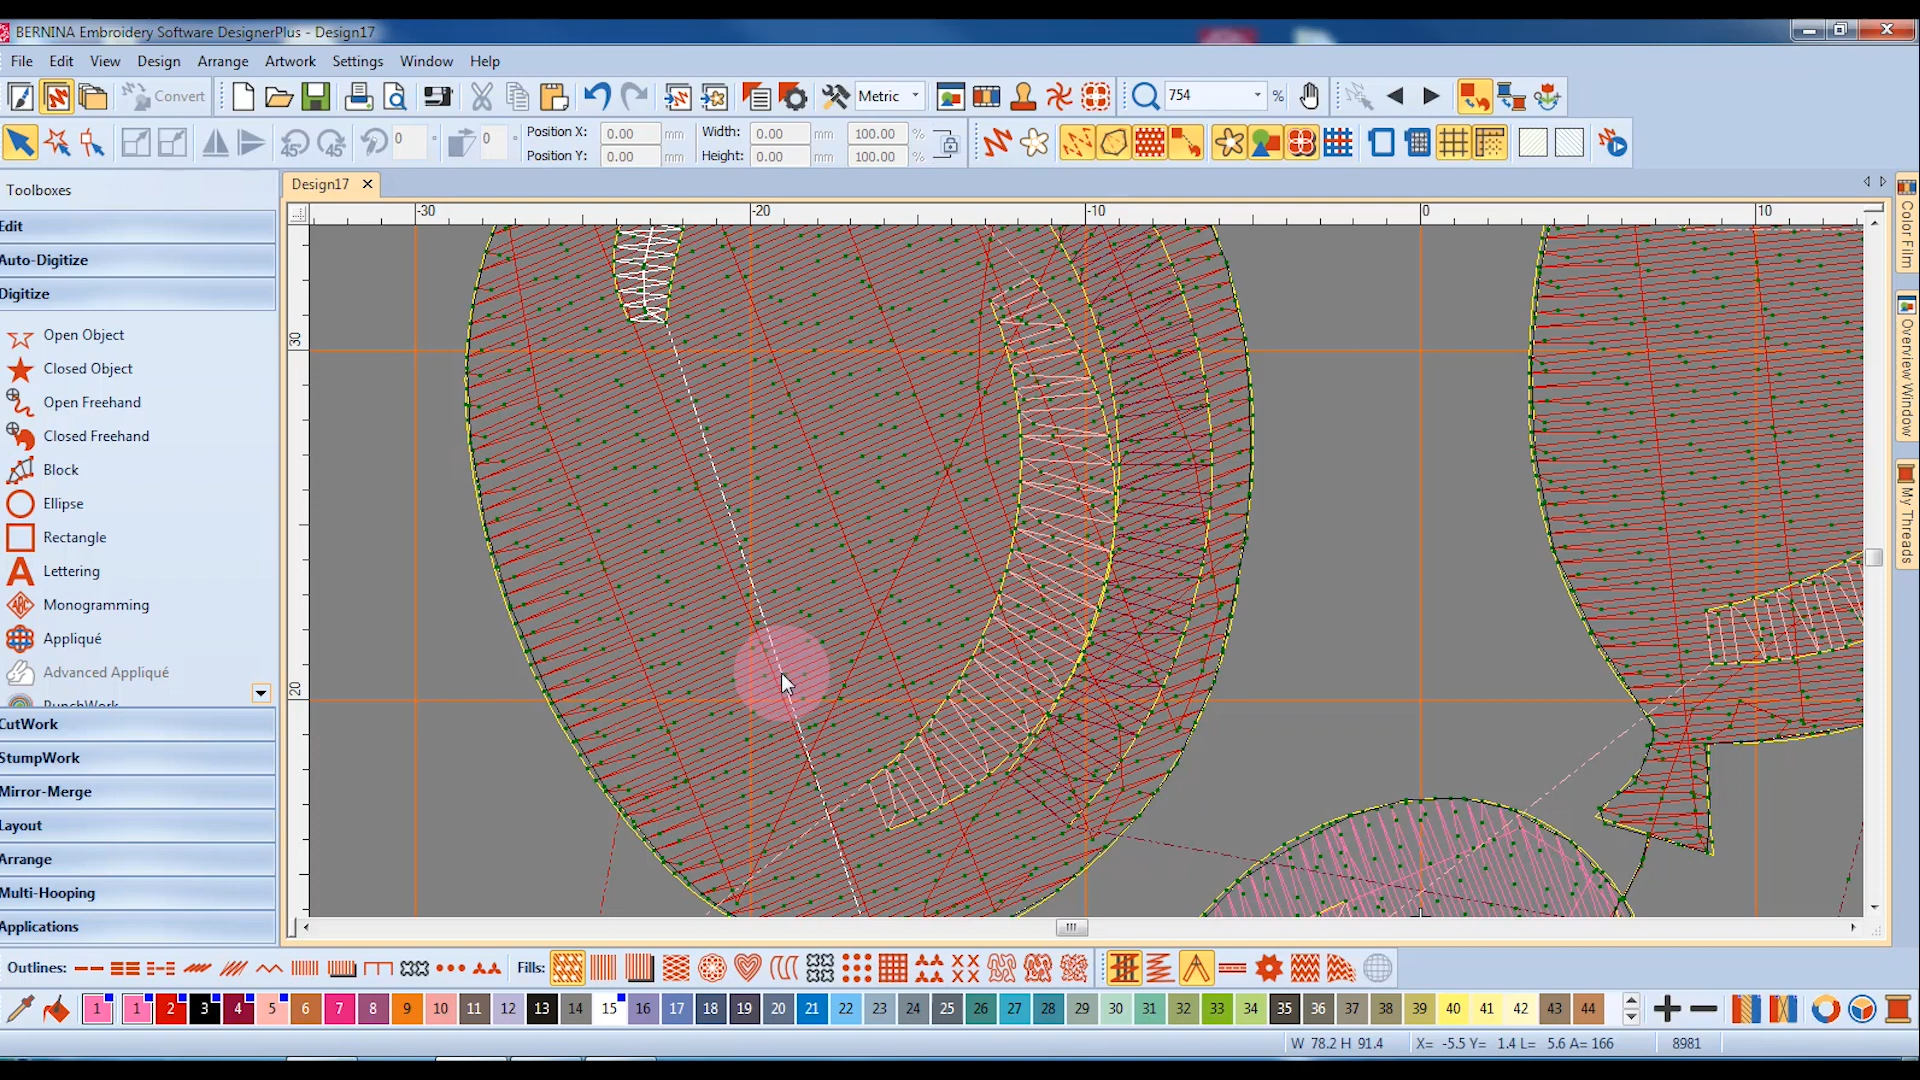 BERNINA Embroidery Software DesignerPlus - Design17
File Edit View Design Arrange Artwork Settings Window Help
Convert Metric 754 %
45 45 0 ° 0 °
Position X: 0.00 mm Width: 0.00 mm 100.00 %
Position Y: 0.00 mm Height: 0.00 mm 100.00 %
Toolboxes
Design17
Edit
Auto-Digitize
Digitize
Open Object
Closed Object
Open Freehand
Closed Freehand
Block
Ellipse
Rectangle
Lettering
Monogramming
Appliqué
Advanced Appliqué
PunchWork
CutWork
StumpWork
Mirror-Merge
Layout
Arrange
Multi-Hooping
Applications
-30 -20 -10 0 10
30
20
Color Film
Overview Window
My Threads
Outlines: Fills:
1 1 2 3 4 5 6 7 8 9 10 11 12 13 14 15 16 17 18 19 20 21 22 23 24 25 26 27 28 29 30 31 32 33 34 35 36 37 38 39 40 41 42 43 44
W 78.2 H 91.4 X= -5.5 Y= 1.4 L= 5.6 A= 166 8981